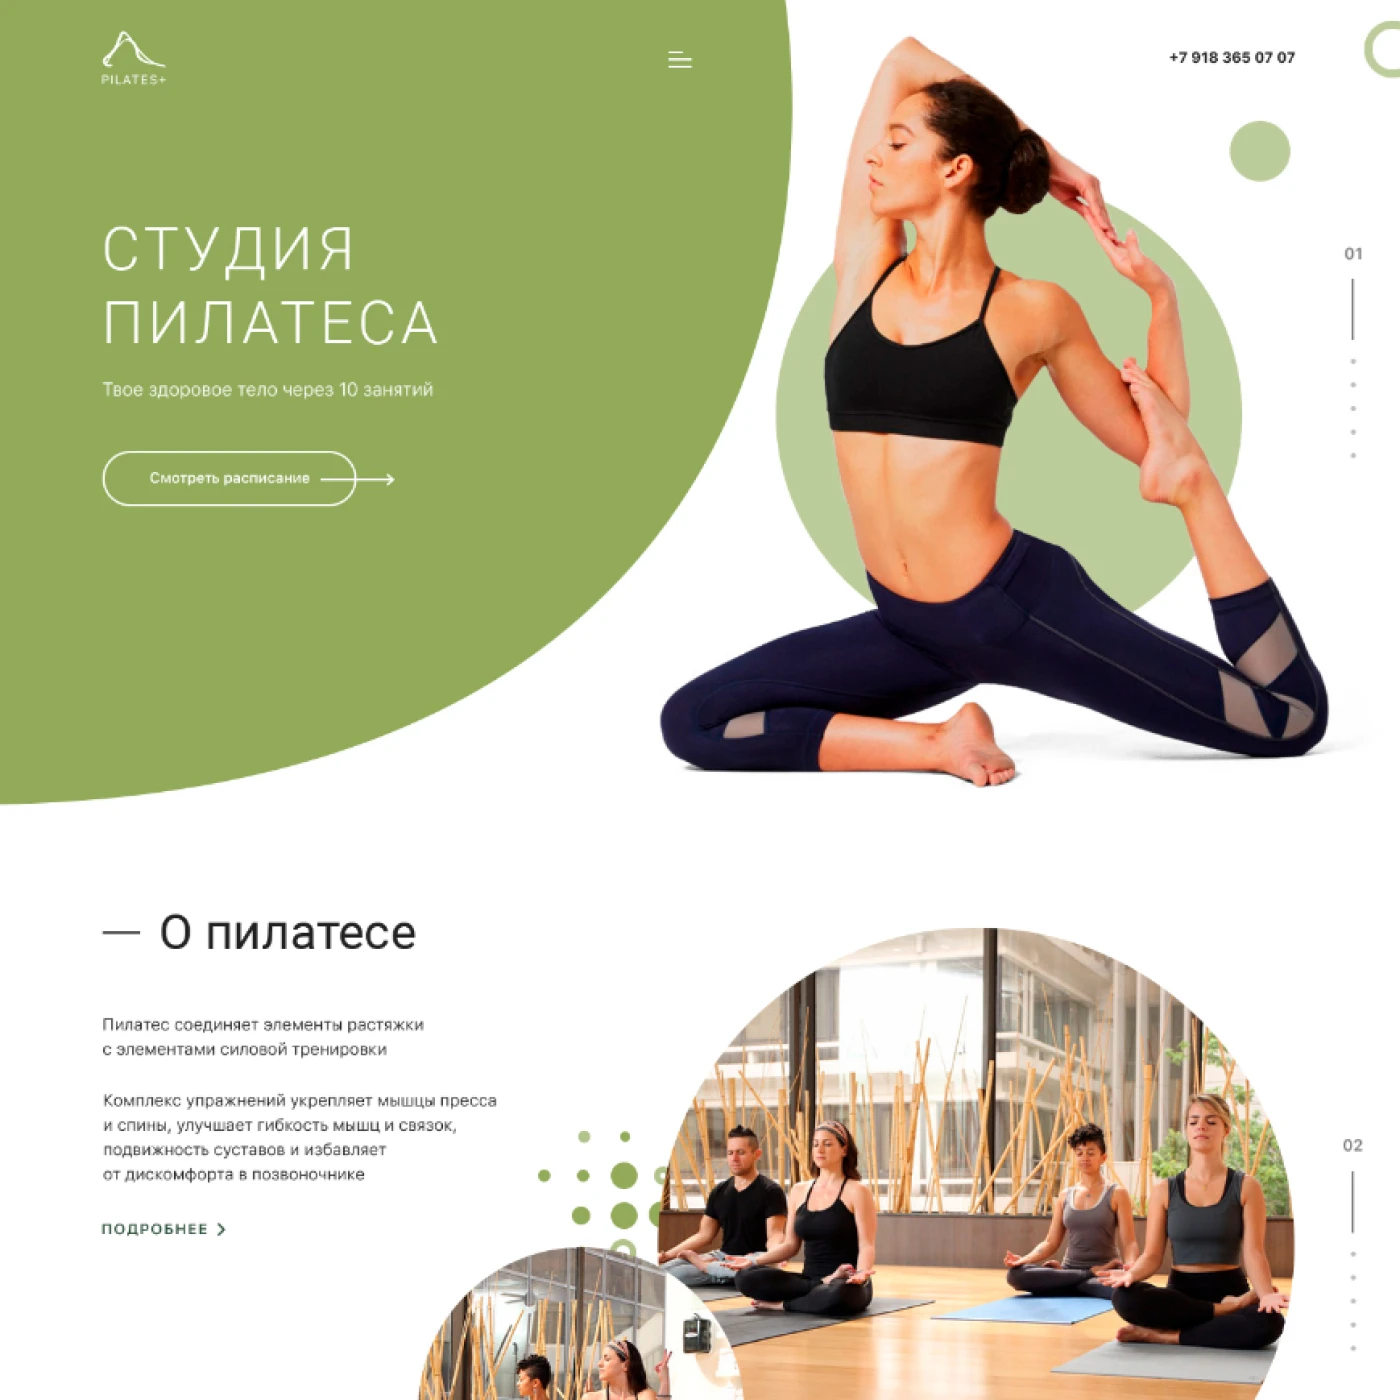 PILATES+
+7 918 365 07 07
СТУДИЯ
ПИЛАТЕСА
Твое здоровое тело через 10 занятий
Смотреть расписание
01
— О пилатесе
Пилатес соединяет элементы растяжки
с элементами силовой тренировки
Комплекс упражнений укрепляет мышцы пресса
и спины, улучшает гибкость мышц и связок,
подвижность суставов и избавляет
от дискомфорта в позвоночнике
ПОДРОБНЕЕ
02